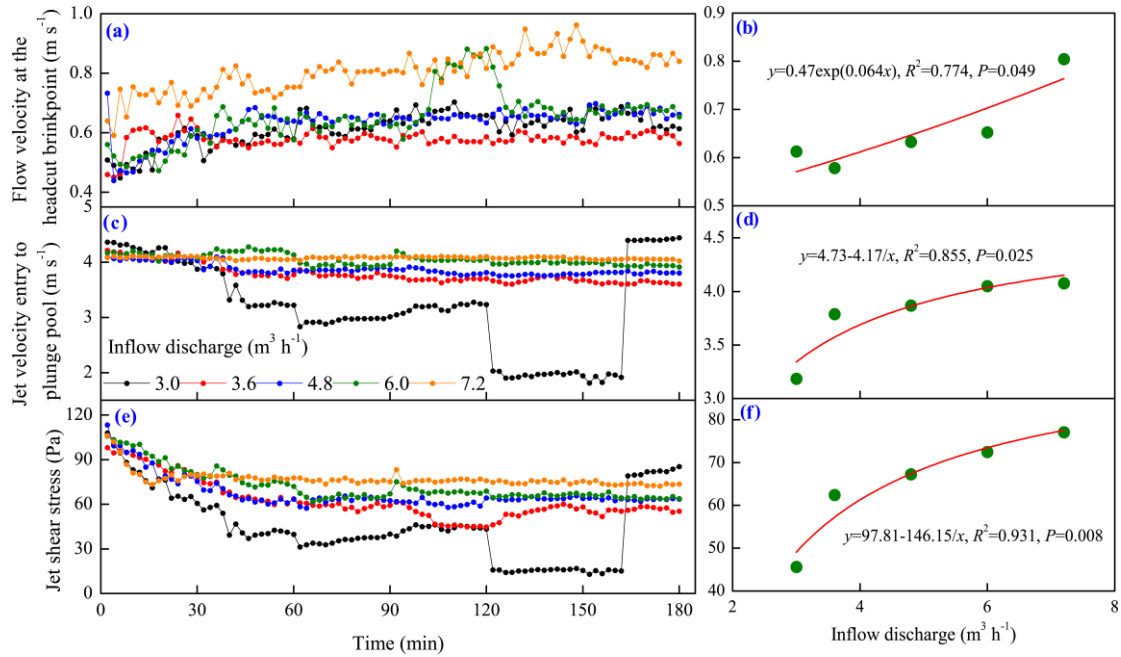 (a)
Flow velocity at the
headcut brinkpoint (m s⁻¹)
1.0
0.8
0.6
0.4
(b)
y=0.47exp(0.064x), R²=0.774, P=0.049
0.9
0.8
0.7
0.6
0.5
(c)
Jet velocity entry to
plunge pool (m s⁻¹)
5
4
3
2
Inflow discharge (m³ h⁻¹)
3.0 3.6 4.8 6.0 7.2
(d)
y=4.73-4.17/x, R²=0.855, P=0.025
4.5
4.0
3.5
3.0
(e)
Jet shear stress (Pa)
120
90
60
30
0
0 30 60 90 120 150 180
Time (min)
(f)
y=97.81-146.15/x, R²=0.931, P=0.008
80
70
60
50
40
2 4 6 8
Inflow discharge (m³ h⁻¹)